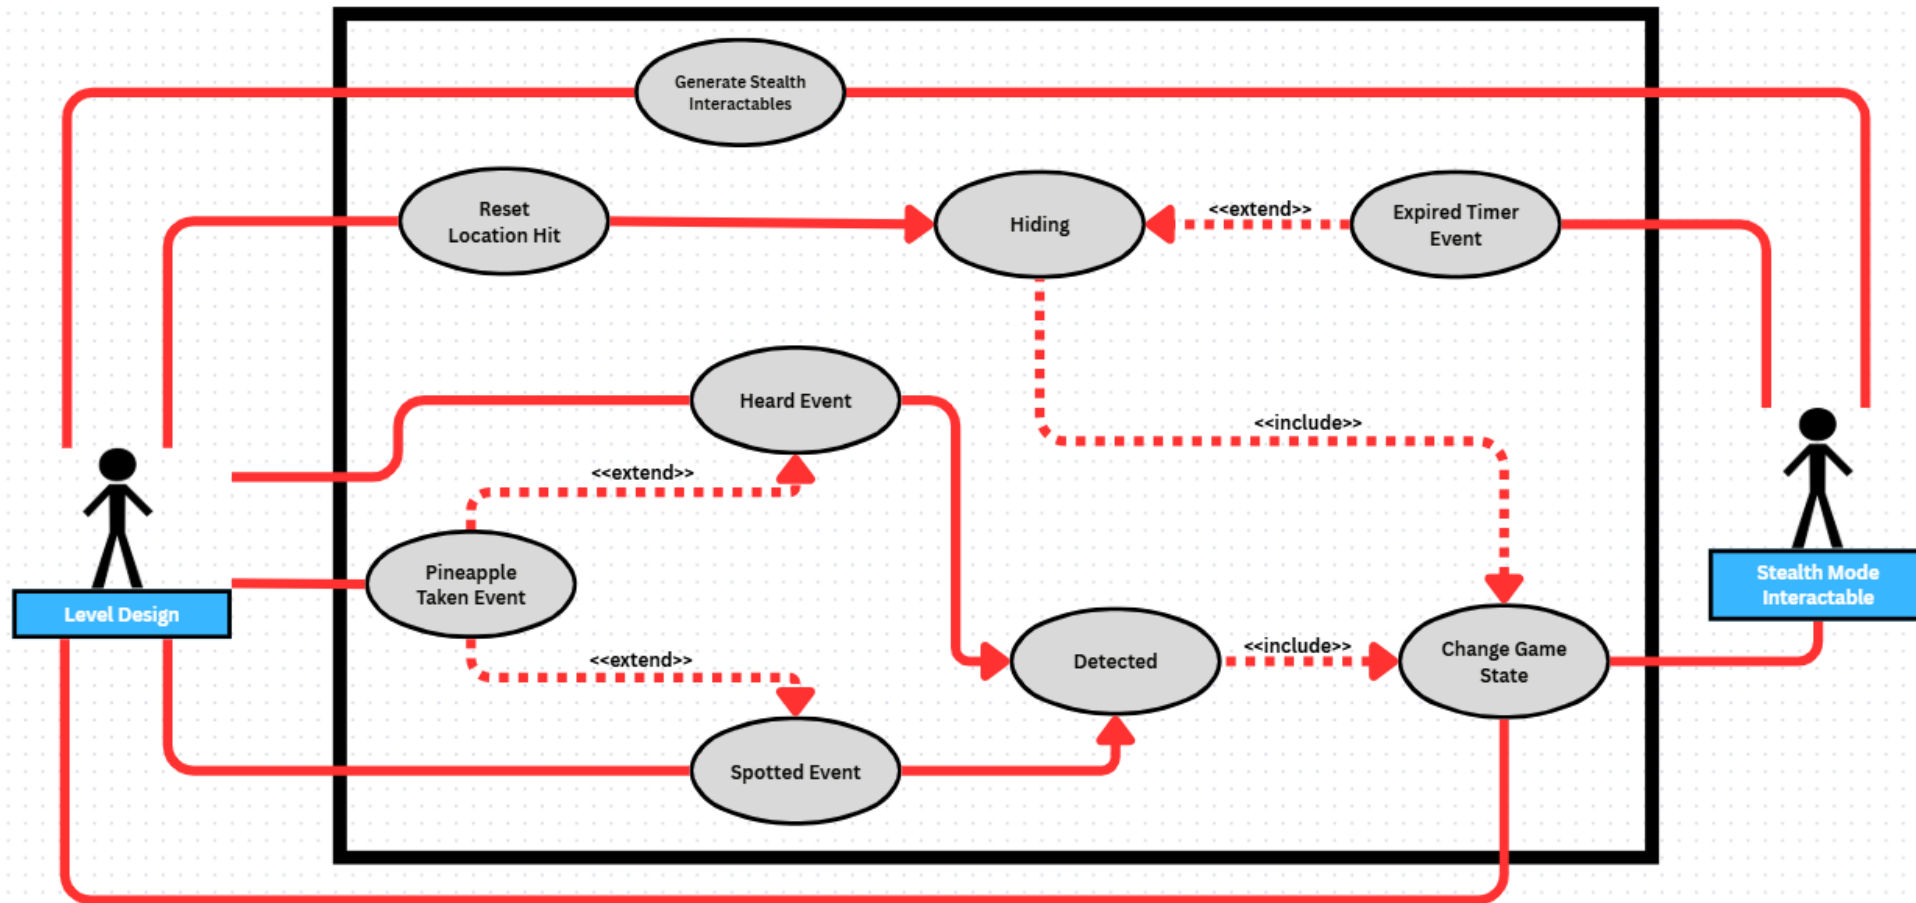 Generate Stealth
Interactables
Reset
Location Hit
Hiding
<<extend>>
Expired Timer
Event
Heard Event
<<include>>
<<extend>>
Pineapple
Taken Event
Level Design
Stealth Mode
Interactable
<<extend>>
Detected
<<include>>
Change Game
State
Spotted Event